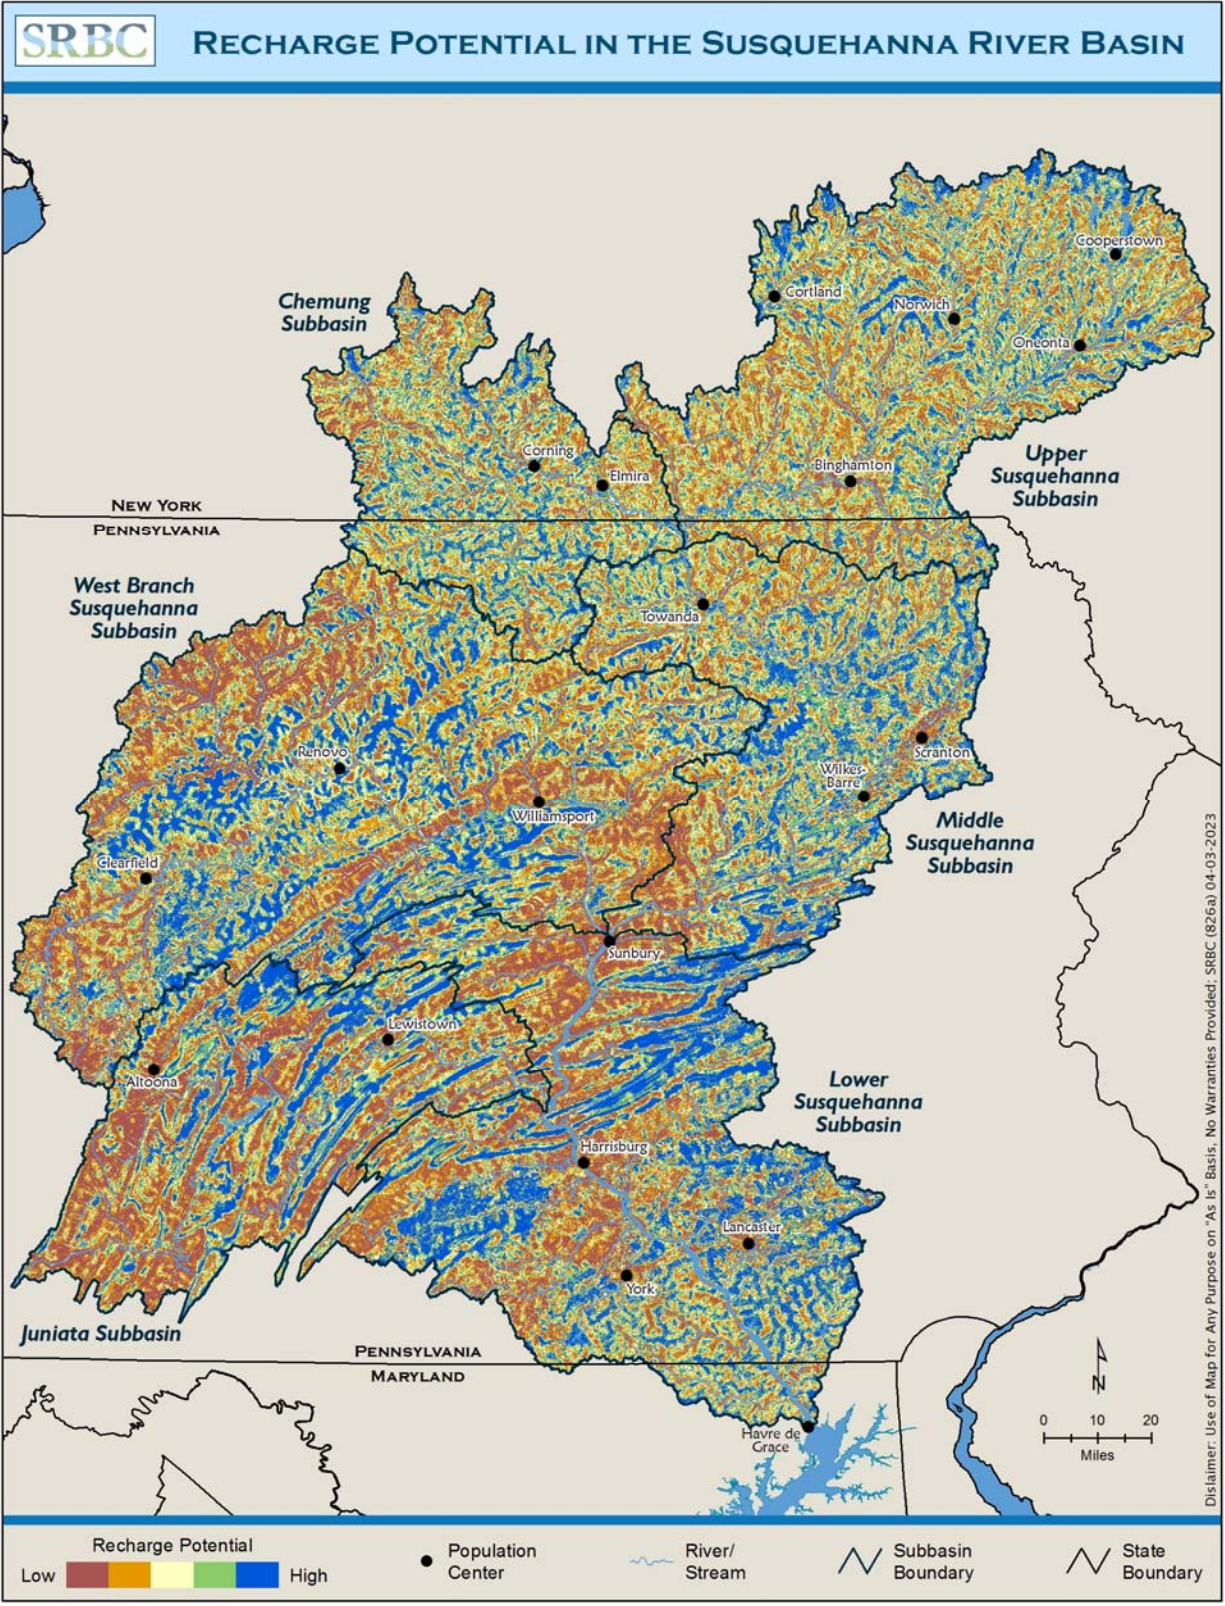 SRBC
RECHARGE POTENTIAL IN THE SUSQUEHANNA RIVER BASIN
Cooperstown
Cortland
Norwich
Oneonta
Chemung
Subbasin
Corning
Elmira
Binghamton
Upper
Susquehanna
Subbasin
NEW YORK
PENNSYLVANIA
West Branch
Susquehanna
Subbasin
Towanda
Renovo
Scranton
Wilkes-
Barre
Williamsport
Middle
Susquehanna
Subbasin
Clearfield
Sunbury
Lewistown
Altoona
Lower
Susquehanna
Subbasin
Harrisburg
Lancaster
York
Juniata Subbasin
PENNSYLVANIA
MARYLAND
Havre de
Grace
N
0 10 20
Miles
Disclaimer: Use of Map for Any Purpose on "As Is" Basis, No Warranties Provided; SRBC (826a) 04-03-2023
Recharge Potential
Low
High
Population
Center
River/
Stream
Subbasin
Boundary
State
Boundary